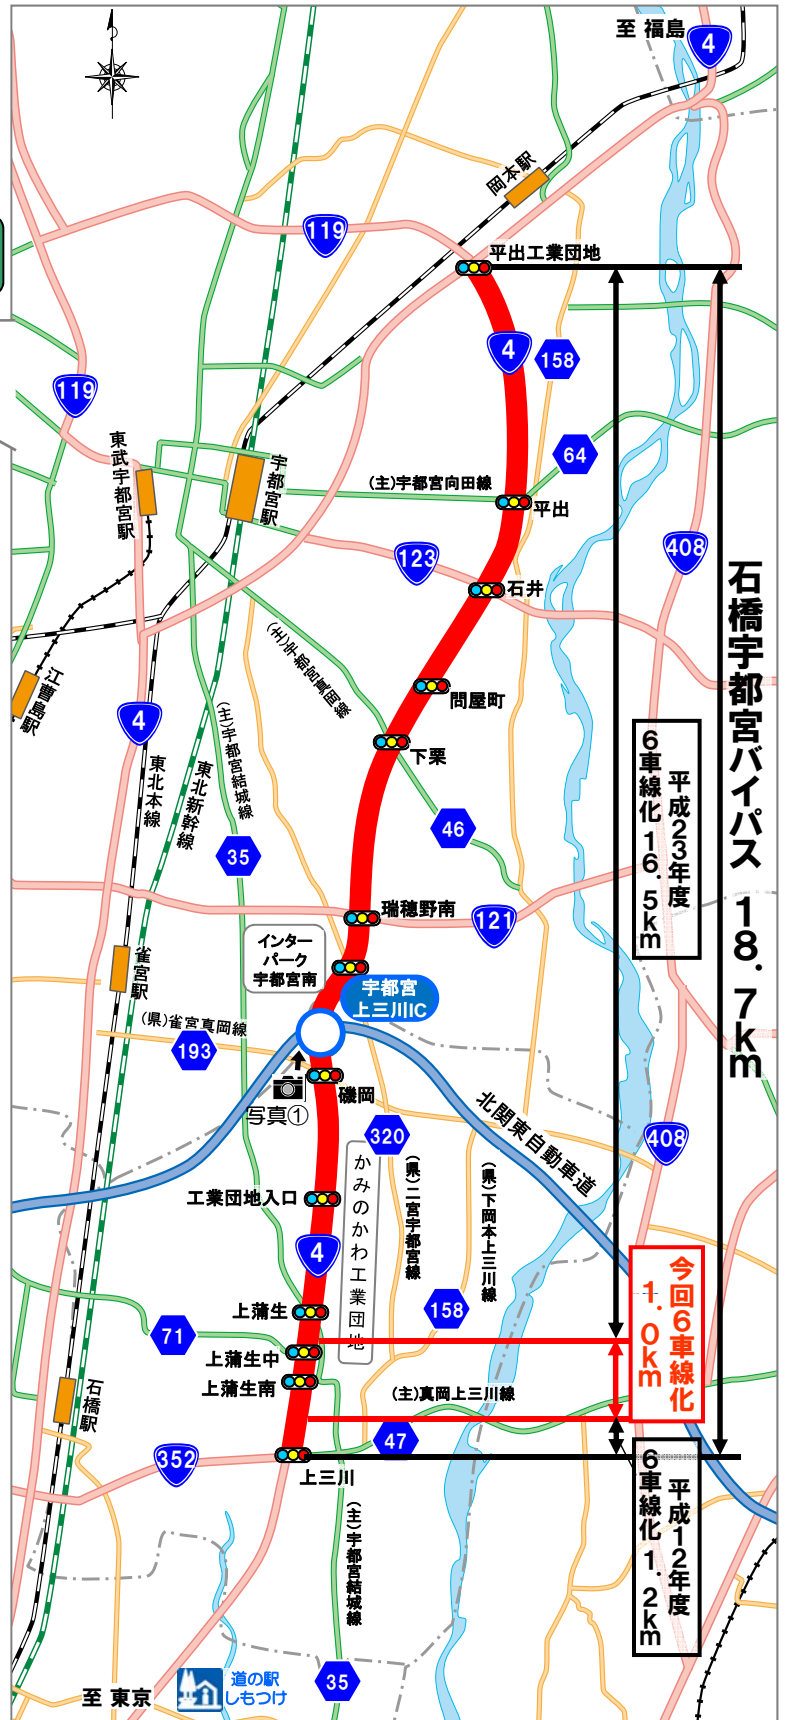 至 福島
4
岡本駅
119
平出工業団地
4
158
119
64
東武宇都宮駅
宇都宮駅
(主)宇都宮向田線
平出
123
408
石井
石橋宇都宮バイパス 18.7km
(主)宇都宮真岡線
江曽島駅
問屋町
4
(主)宇都宮結城線
下栗
平成23年度
6車線化 16.5km
東北本線
東北新幹線
46
35
瑞穂野南
121
インター
パーク
宇都宮南
雀宮駅
宇都宮
上三川IC
(県)雀宮真岡線
193
磯岡
写真①
北関東自動車道
320
408
かみのかわ工業団地
(県)二宮宇都宮線
(県)下岡本上三川線
工業団地入口
4
今回6車線化
1.0km
上蒲生
158
71
上蒲生中
上蒲生南
石橋駅
(主)真岡上三川線
47
352
上三川
平成12年度
6車線化 1.2km
(主)宇都宮結城線
35
至 東京
道の駅
しもつけ